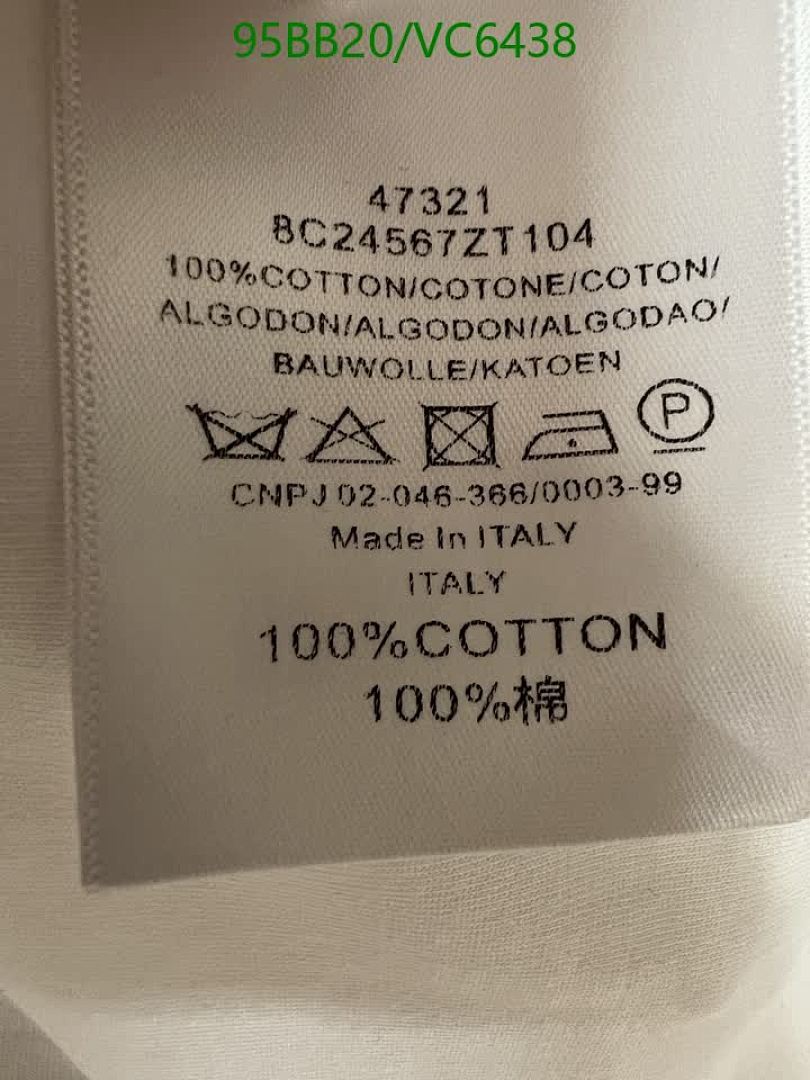 95BB20/VC6438
47321
8C24567ZT104
100%COTTON/COTONE/COTON/
ALGODON/ALGODON/ALGODAO/
BAUWOLLE/KATOEN
P
CNPJ 02-046-366/0003-99
Made In ITALY
ITALY
100%COTTON
100%棉